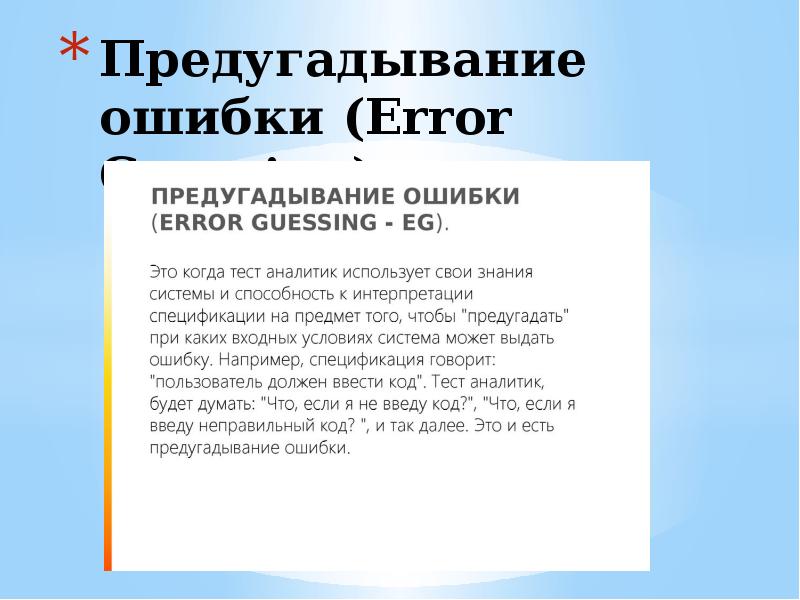 * Предугадывание
ошибки (Error
ПРЕДУГАДЫВАНИЕ ОШИБКИ
(ERROR GUESSING - EG).
Это когда тест аналитик использует свои знания
системы и способность к интерпретации
спецификации на предмет того, чтобы "предугадать"
при каких входных условиях система может выдать
ошибку. Например, спецификация говорит:
"пользователь должен ввести код". Тест аналитик,
будет думать: "Что, если я не введу код?", "Что, если я
введу неправильный код? ", и так далее. Это и есть
предугадывание ошибки.